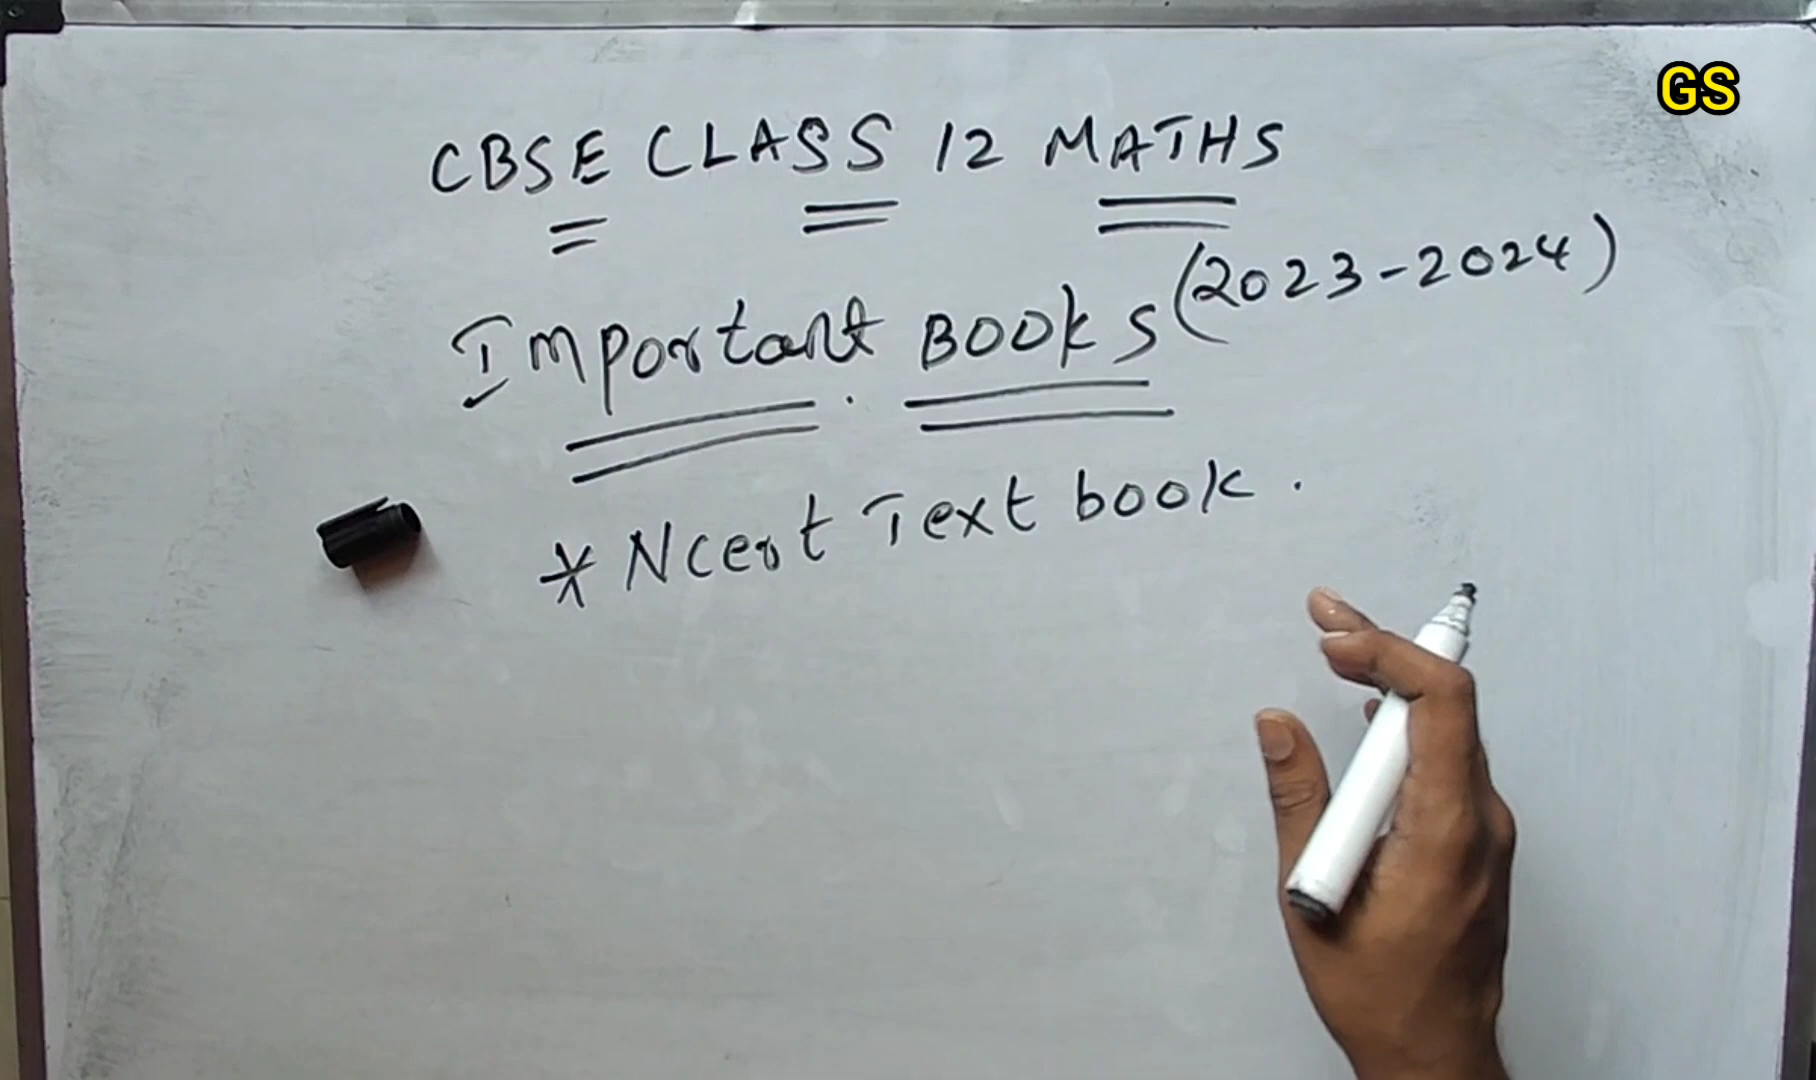 GS
CBSE CLASS 12 MATHS
Important BOOKS (2023-2024)
* Ncert Text book.